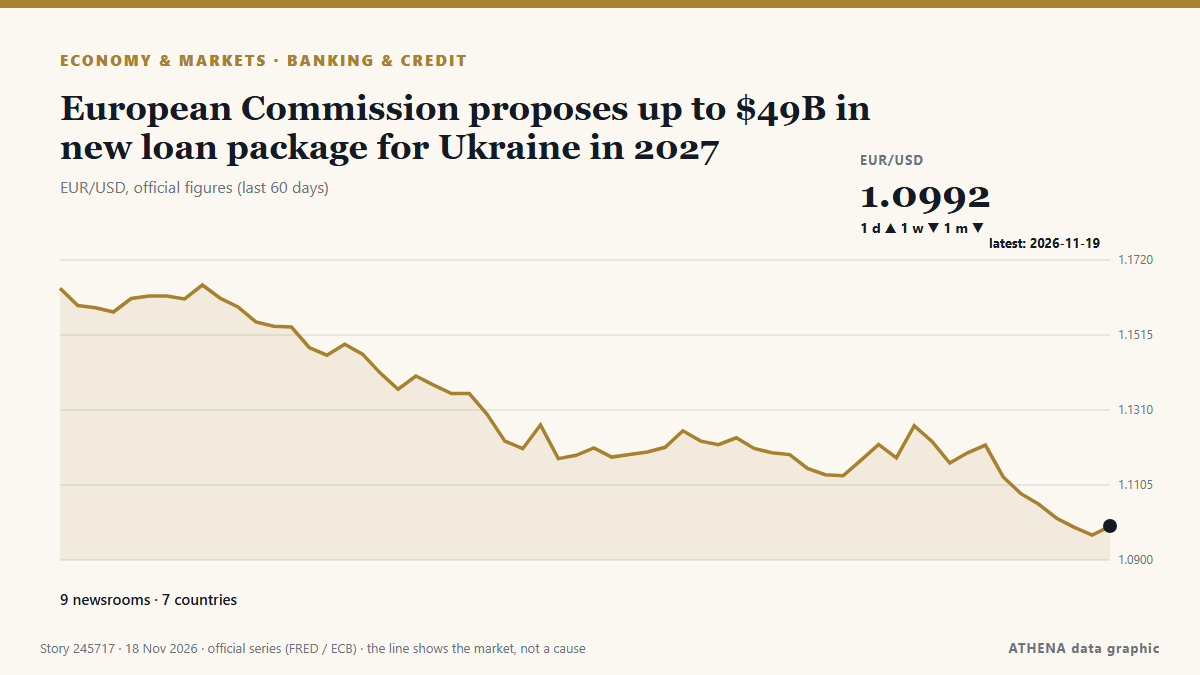 ECONOMY & MARKETS · BANKING & CREDIT
European Commission proposes up to $49B in
new loan package for Ukraine in 2027
EUR/USD, official figures (last 60 days)
EUR/USD
1.0992
1 d ▲ 1 w ▼ 1 m ▼
latest: 2026-11-19
1.1720
1.1515
1.1310
1.1105
1.0900
9 newsrooms · 7 countries
Story 245717 · 18 Nov 2026 · official series (FRED / ECB) · the line shows the market, not a cause
ATHENA data graphic